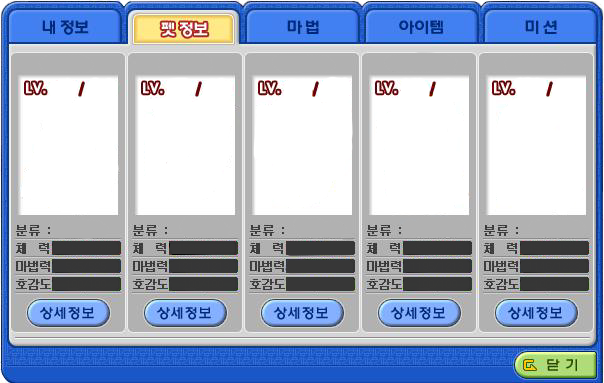 내 정보 펫 정보 마 법 아이템 미 션
LV. / LV. / LV. / LV. / LV. /
분류 : 분류 : 분류 : 분류 : 분류 :
체 력 체 력 체 력 체 력 체 력
마법력 마법력 마법력 마법력 마법력
호감도 호감도 호감도 호감도 호감도
상세정보 상세정보 상세정보 상세정보 상세정보
닫 기